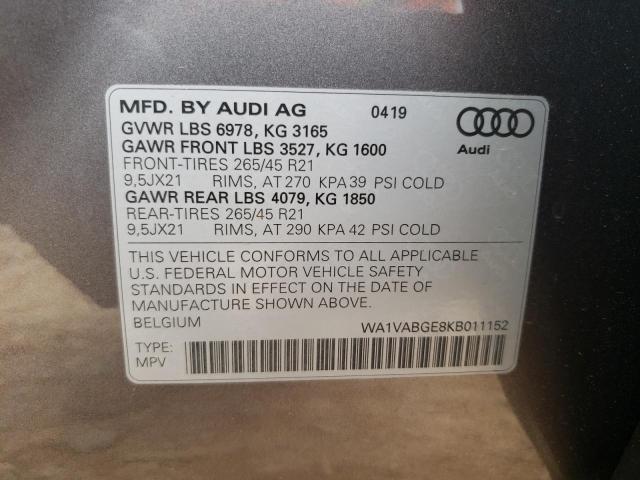 MFD. BY AUDI AG 0419
GVWR LBS 6978, KG 3165
GAWR FRONT LBS 3527, KG 1600
FRONT-TIRES 265/45 R21
9,5JX21 RIMS, AT 270 KPA 39 PSI COLD
GAWR REAR LBS 4079, KG 1850
REAR-TIRES 265/45 R21
9,5JX21 RIMS, AT 290 KPA 42 PSI COLD
Audi
THIS VEHICLE CONFORMS TO ALL APPLICABLE
U.S. FEDERAL MOTOR VEHICLE SAFETY
STANDARDS IN EFFECT ON THE DATE OF
MANUFACTURE SHOWN ABOVE.
BELGIUM WA1VABGE8KB011152
TYPE:
MPV